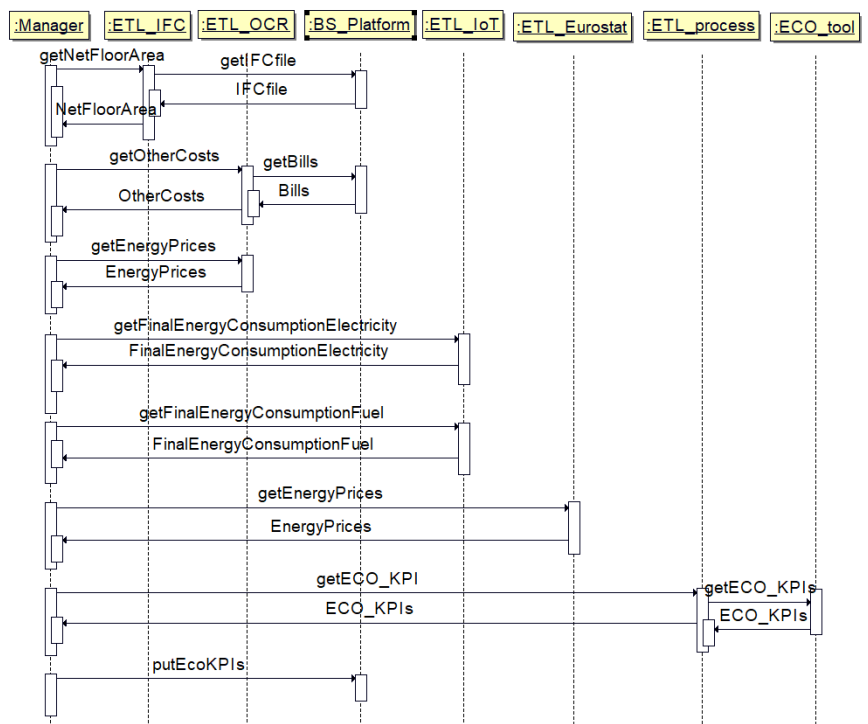 :Manager
:ETL_IFC
:ETL_OCR
:BS_Platform
:ETL_IoT
:ETL_Eurostat
:ETL_process
:ECO_tool
getNetFloorArea
getIFCfile
IFCfile
NetFloorArea
getOtherCosts
getBills
Bills
OtherCosts
getEnergyPrices
EnergyPrices
getFinalEnergyConsumptionElectricity
FinalEnergyConsumptionElectricity
getFinalEnergyConsumptionFuel
FinalEnergyConsumptionFuel
getEnergyPrices
EnergyPrices
getECO_KPI
getECO_KPIs
ECO_KPIs
ECO_KPIs
putEcoKPIs